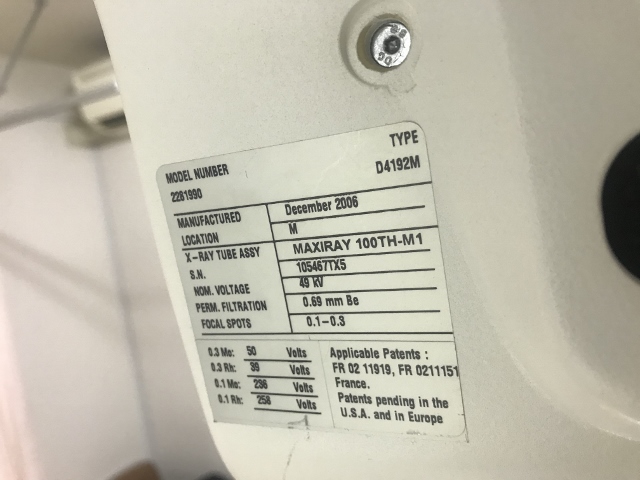 MODEL NUMBER TYPE
2281990 D4192M
MANUFACTURED December 2006
LOCATION M
X-RAY TUBE ASSY MAXIRAY 100TH-M1
S.N. 105467TX5
NOM. VOLTAGE 49 kV
PERM. FILTRATION 0.69 mm Be
FOCAL SPOTS 0.1-0.3
0.3 Mo: 50 Volts
0.3 Rh: 39 Volts
0.1 Mo: 236 Volts
0.1 Rh: 258 Volts
Applicable Patents :
FR 02 11919, FR 0211151
France.
Patents pending in the
U.S.A. and in Europe